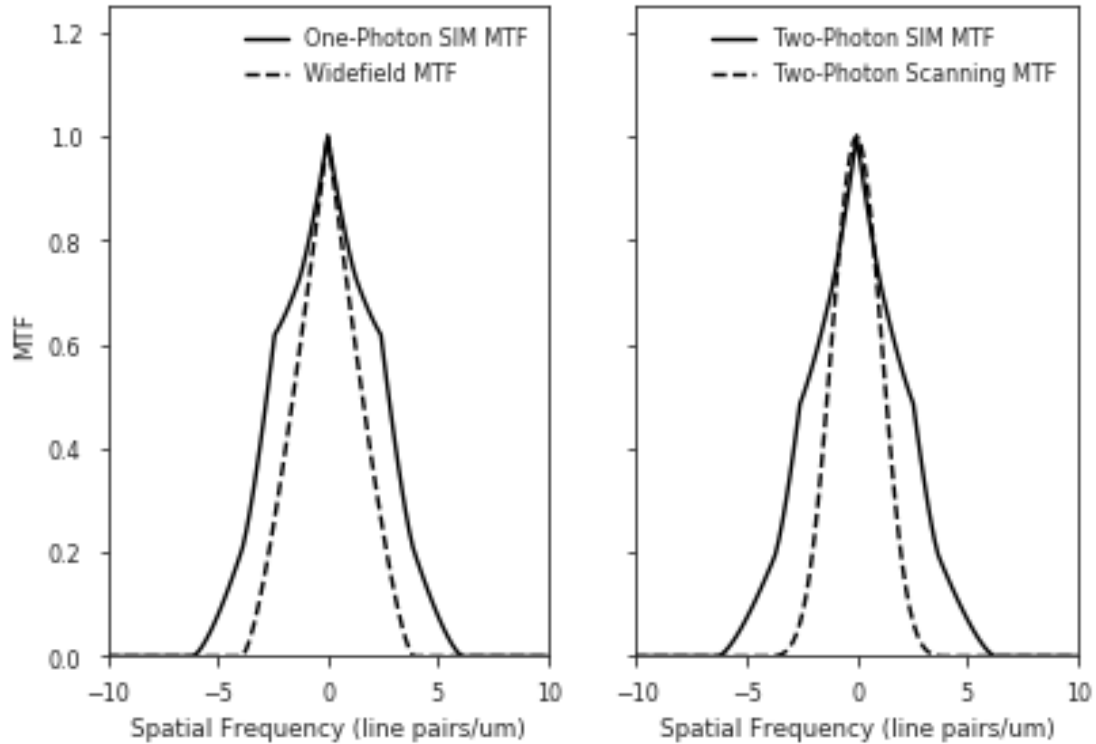 One-Photon SIM MTF
Widefield MTF
MTF
1.2
1.0
0.8
0.6
0.4
0.2
0.0
−10
−5
0
5
10
Spatial Frequency (line pairs/um)
Two-Photon SIM MTF
Two-Photon Scanning MTF
−10
−5
0
5
10
Spatial Frequency (line pairs/um)